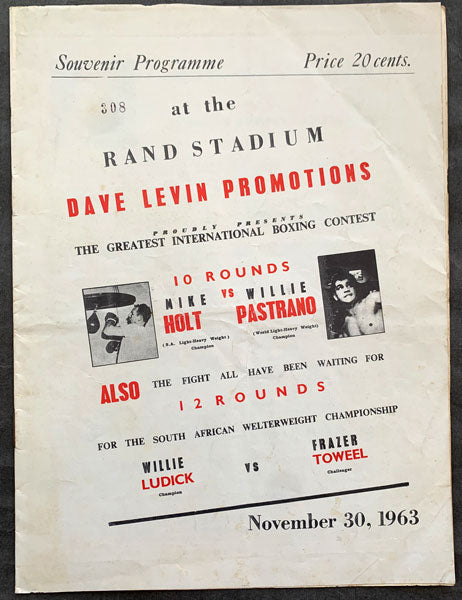 Souvenir Programme Price 20 cents.
308 at the
RAND STADIUM
DAVE LEVIN PROMOTIONS
PROUDLY PRESENTS
THE GREATEST INTERNATIONAL BOXING CONTEST
10 ROUNDS
MIKE VS WILLIE
HOLT PASTRANO
(S.A. Light-Heavy Weight) (World Light-Heavy Weight)
Champion Champion
ALSO THE FIGHT ALL HAVE BEEN WAITING FOR
12 ROUNDS
FOR THE SOUTH AFRICAN WELTERWEIGHT CHAMPIONSHIP
WILLIE VS FRAZER
LUDICK TOWEEL
Champion Challenger
November 30, 1963